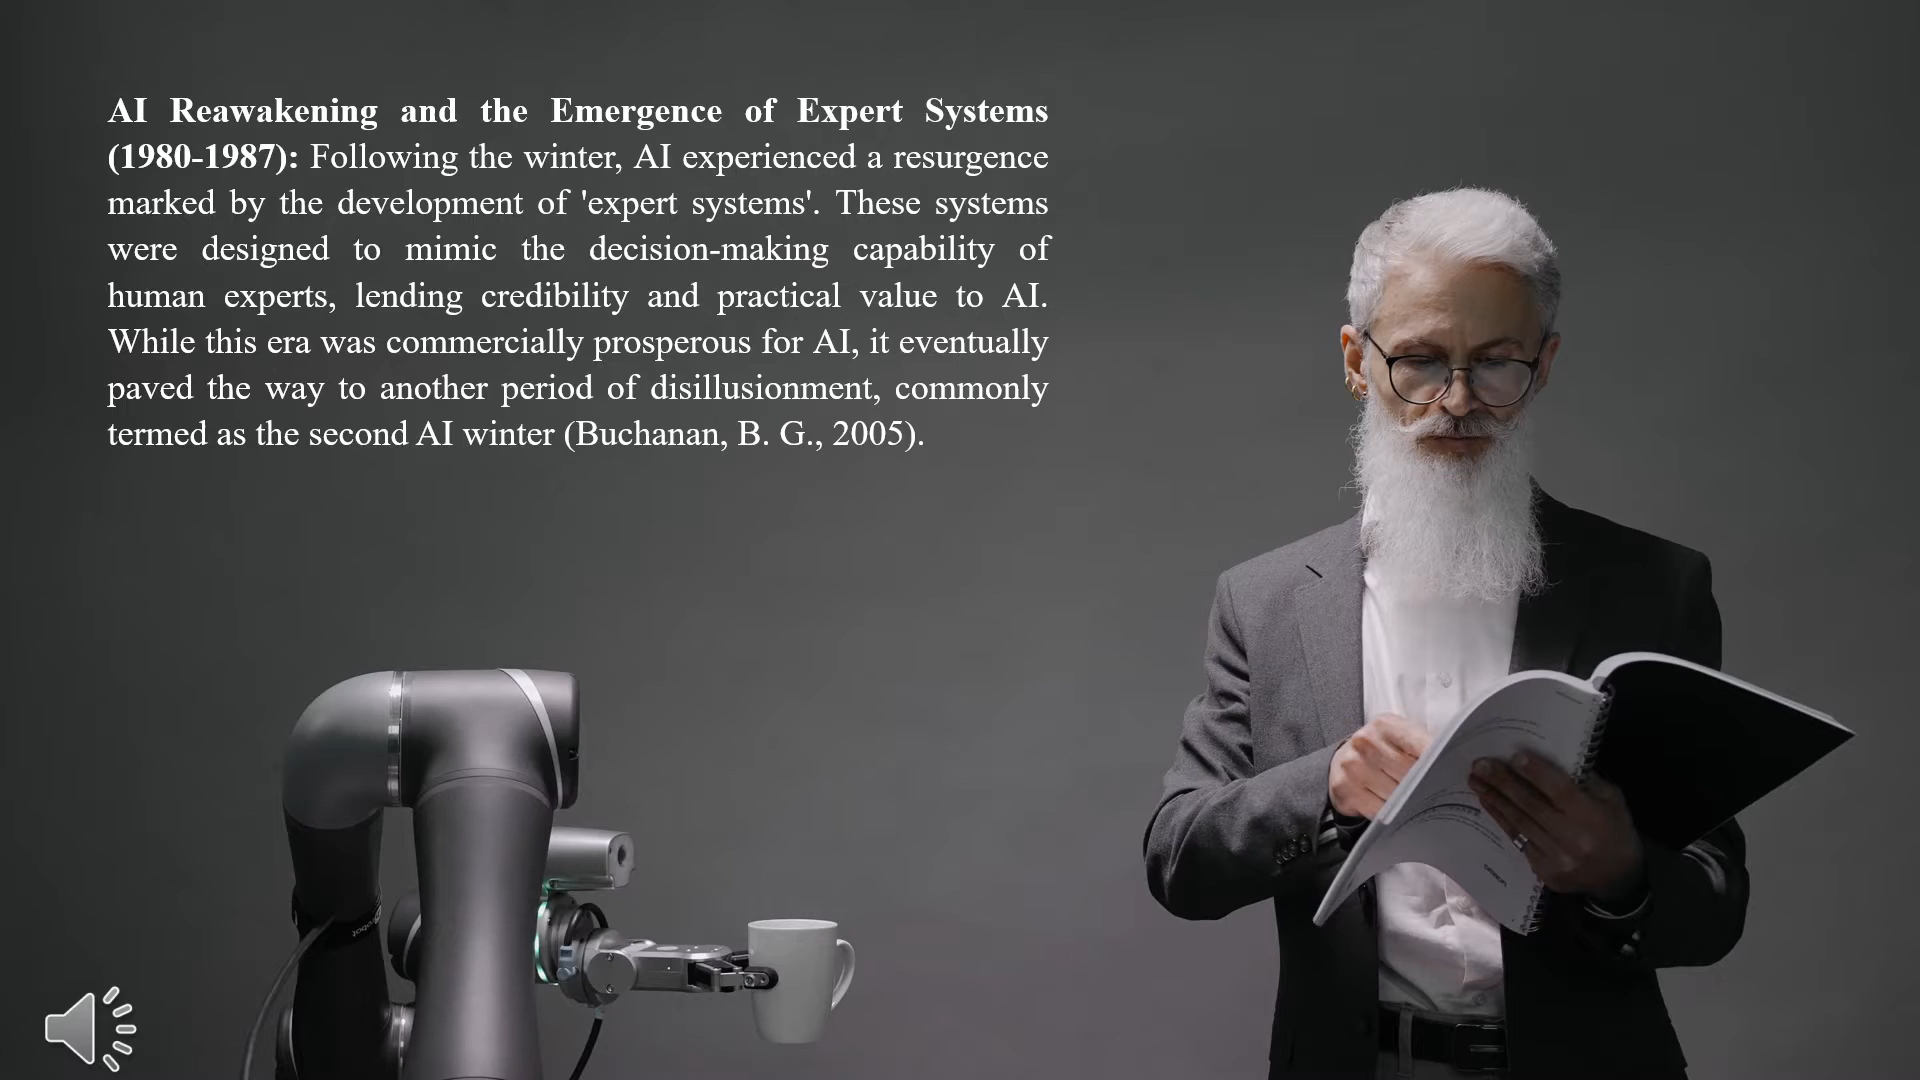 AI Reawakening and the Emergence of Expert Systems
(1980-1987): Following the winter, AI experienced a resurgence
marked by the development of 'expert systems'. These systems
were designed to mimic the decision-making capability of
human experts, lending credibility and practical value to AI.
While this era was commercially prosperous for AI, it eventually
paved the way to another period of disillusionment, commonly
termed as the second AI winter (Buchanan, B. G., 2005).